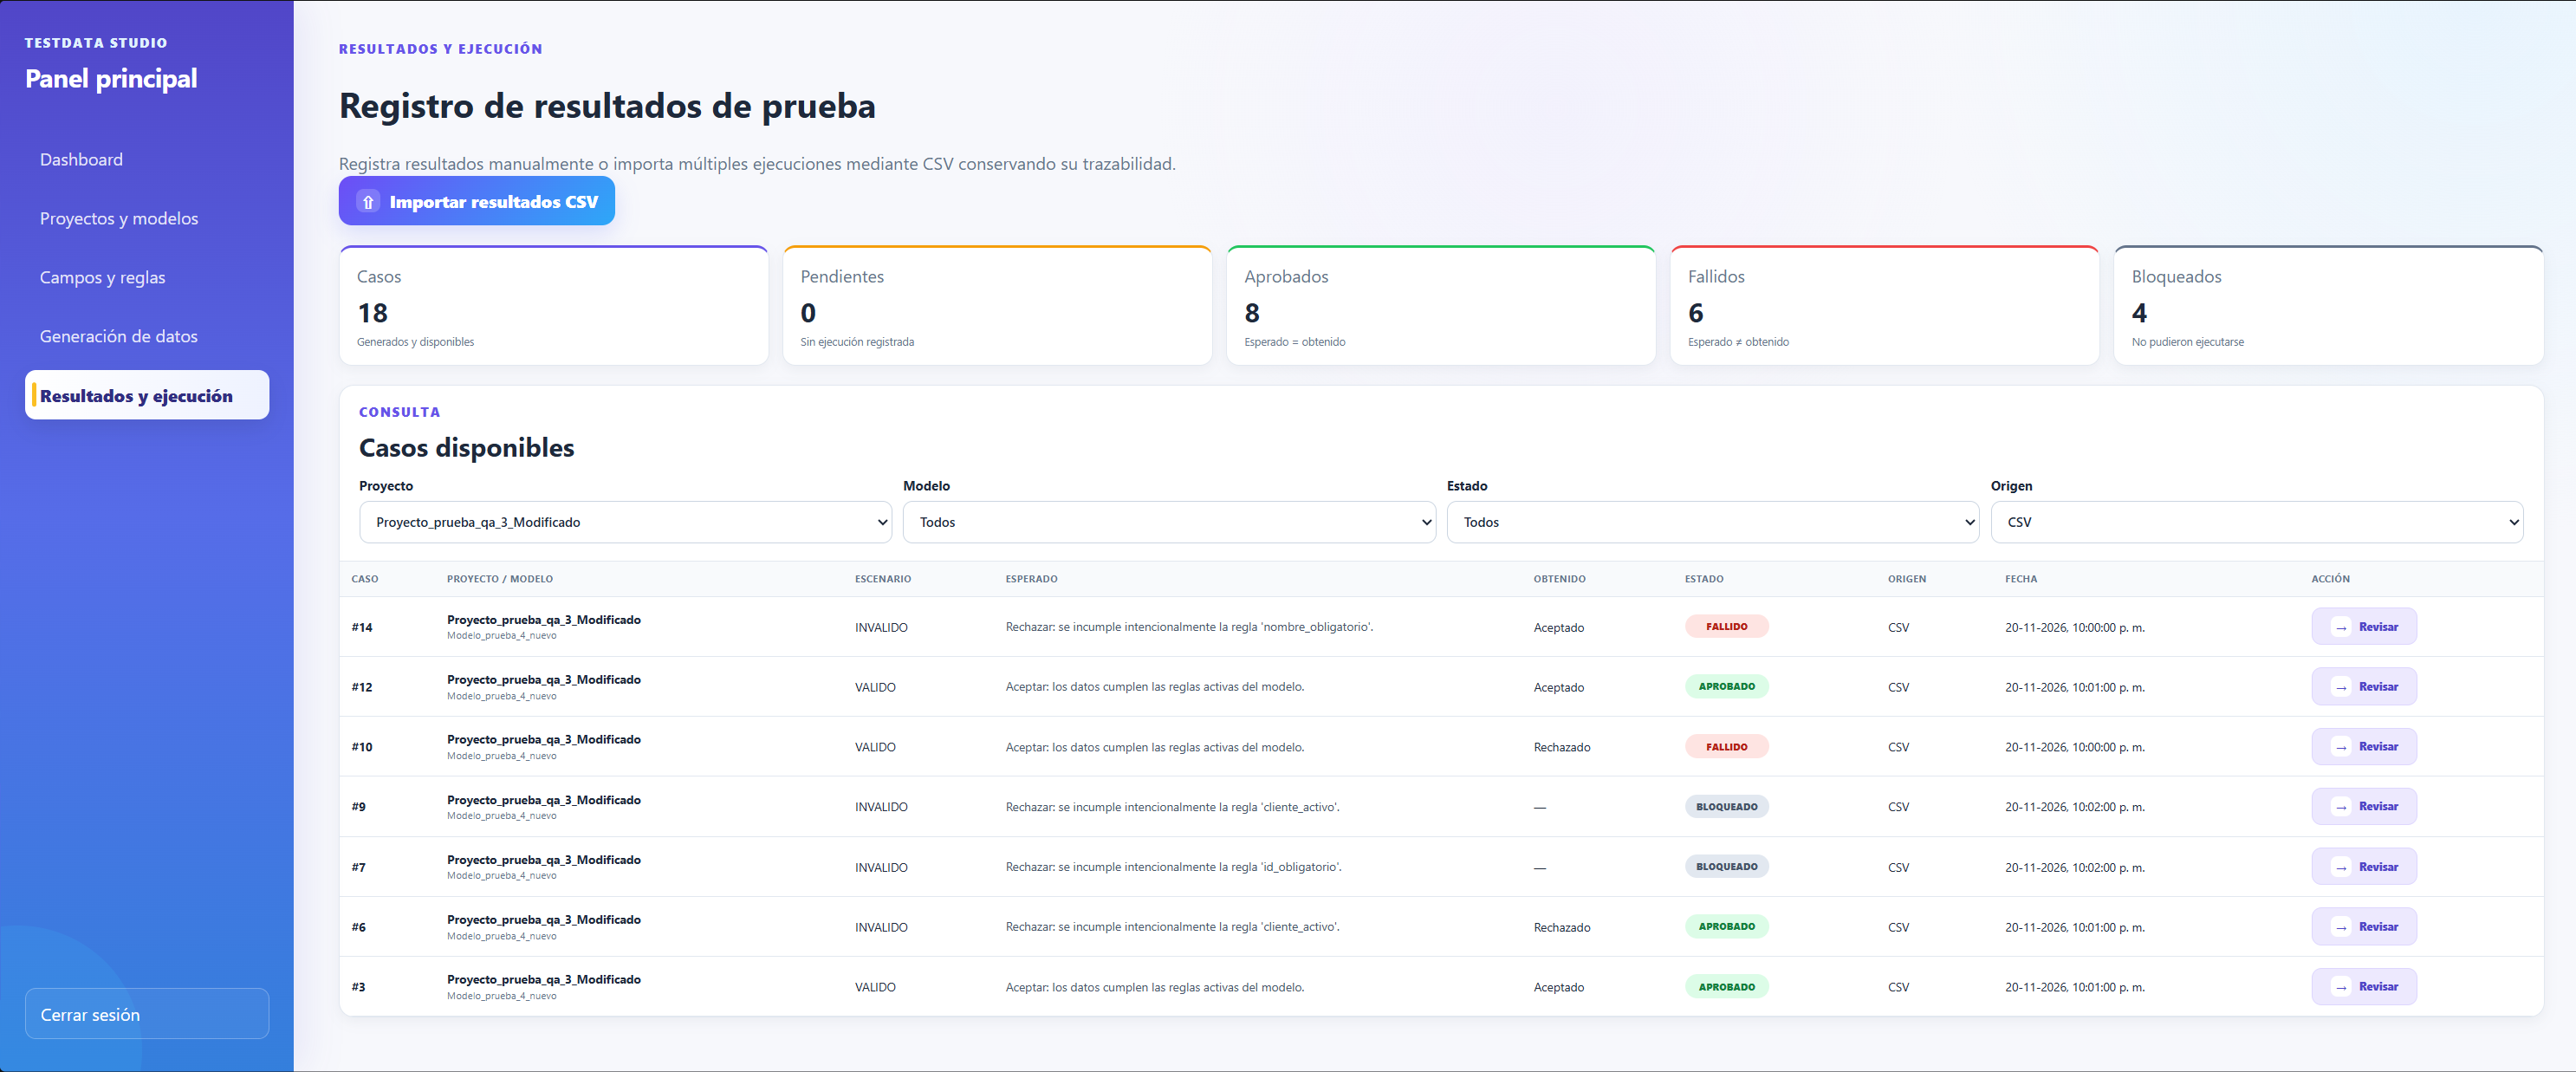 TESTDATA STUDIO
Panel principal
Dashboard
Proyectos y modelos
Campos y reglas
Generación de datos
Resultados y ejecución
Cerrar sesión
RESULTADOS Y EJECUCIÓN
Registro de resultados de prueba
Registra resultados manualmente o importa múltiples ejecuciones mediante CSV conservando su trazabilidad.
⇧ Importar resultados CSV
Casos
18
Generados y disponibles
Pendientes
0
Sin ejecución registrada
Aprobados
8
Esperado = obtenido
Fallidos
6
Esperado ≠ obtenido
Bloqueados
4
No pudieron ejecutarse
CONSULTA
Casos disponibles
Proyecto Modelo Estado Origen
Proyecto_prueba_qa_3_Modificado Todos Todos CSV
CASO PROYECTO / MODELO ESCENARIO ESPERADO OBTENIDO ESTADO ORIGEN FECHA ACCIÓN
#14 Proyecto_prueba_qa_3_Modificado INVALIDO Rechazar: se incumple intencionalmente la regla 'nombre_obligatorio'. Aceptado FALLIDO CSV 20-11-2026, 10:00:00 p. m. → Revisar
Modelo_prueba_4_nuevo
#12 Proyecto_prueba_qa_3_Modificado VALIDO Aceptar: los datos cumplen las reglas activas del modelo. Aceptado APROBADO CSV 20-11-2026, 10:01:00 p. m. → Revisar
Modelo_prueba_4_nuevo
#10 Proyecto_prueba_qa_3_Modificado VALIDO Aceptar: los datos cumplen las reglas activas del modelo. Rechazado FALLIDO CSV 20-11-2026, 10:00:00 p. m. → Revisar
Modelo_prueba_4_nuevo
#9 Proyecto_prueba_qa_3_Modificado INVALIDO Rechazar: se incumple intencionalmente la regla 'cliente_activo'. — BLOQUEADO CSV 20-11-2026, 10:02:00 p. m. → Revisar
Modelo_prueba_4_nuevo
#7 Proyecto_prueba_qa_3_Modificado INVALIDO Rechazar: se incumple intencionalmente la regla 'id_obligatorio'. — BLOQUEADO CSV 20-11-2026, 10:02:00 p. m. → Revisar
Modelo_prueba_4_nuevo
#6 Proyecto_prueba_qa_3_Modificado INVALIDO Rechazar: se incumple intencionalmente la regla 'cliente_activo'. Rechazado APROBADO CSV 20-11-2026, 10:01:00 p. m. → Revisar
Modelo_prueba_4_nuevo
#3 Proyecto_prueba_qa_3_Modificado VALIDO Aceptar: los datos cumplen las reglas activas del modelo. Aceptado APROBADO CSV 20-11-2026, 10:01:00 p. m. → Revisar
Modelo_prueba_4_nuevo